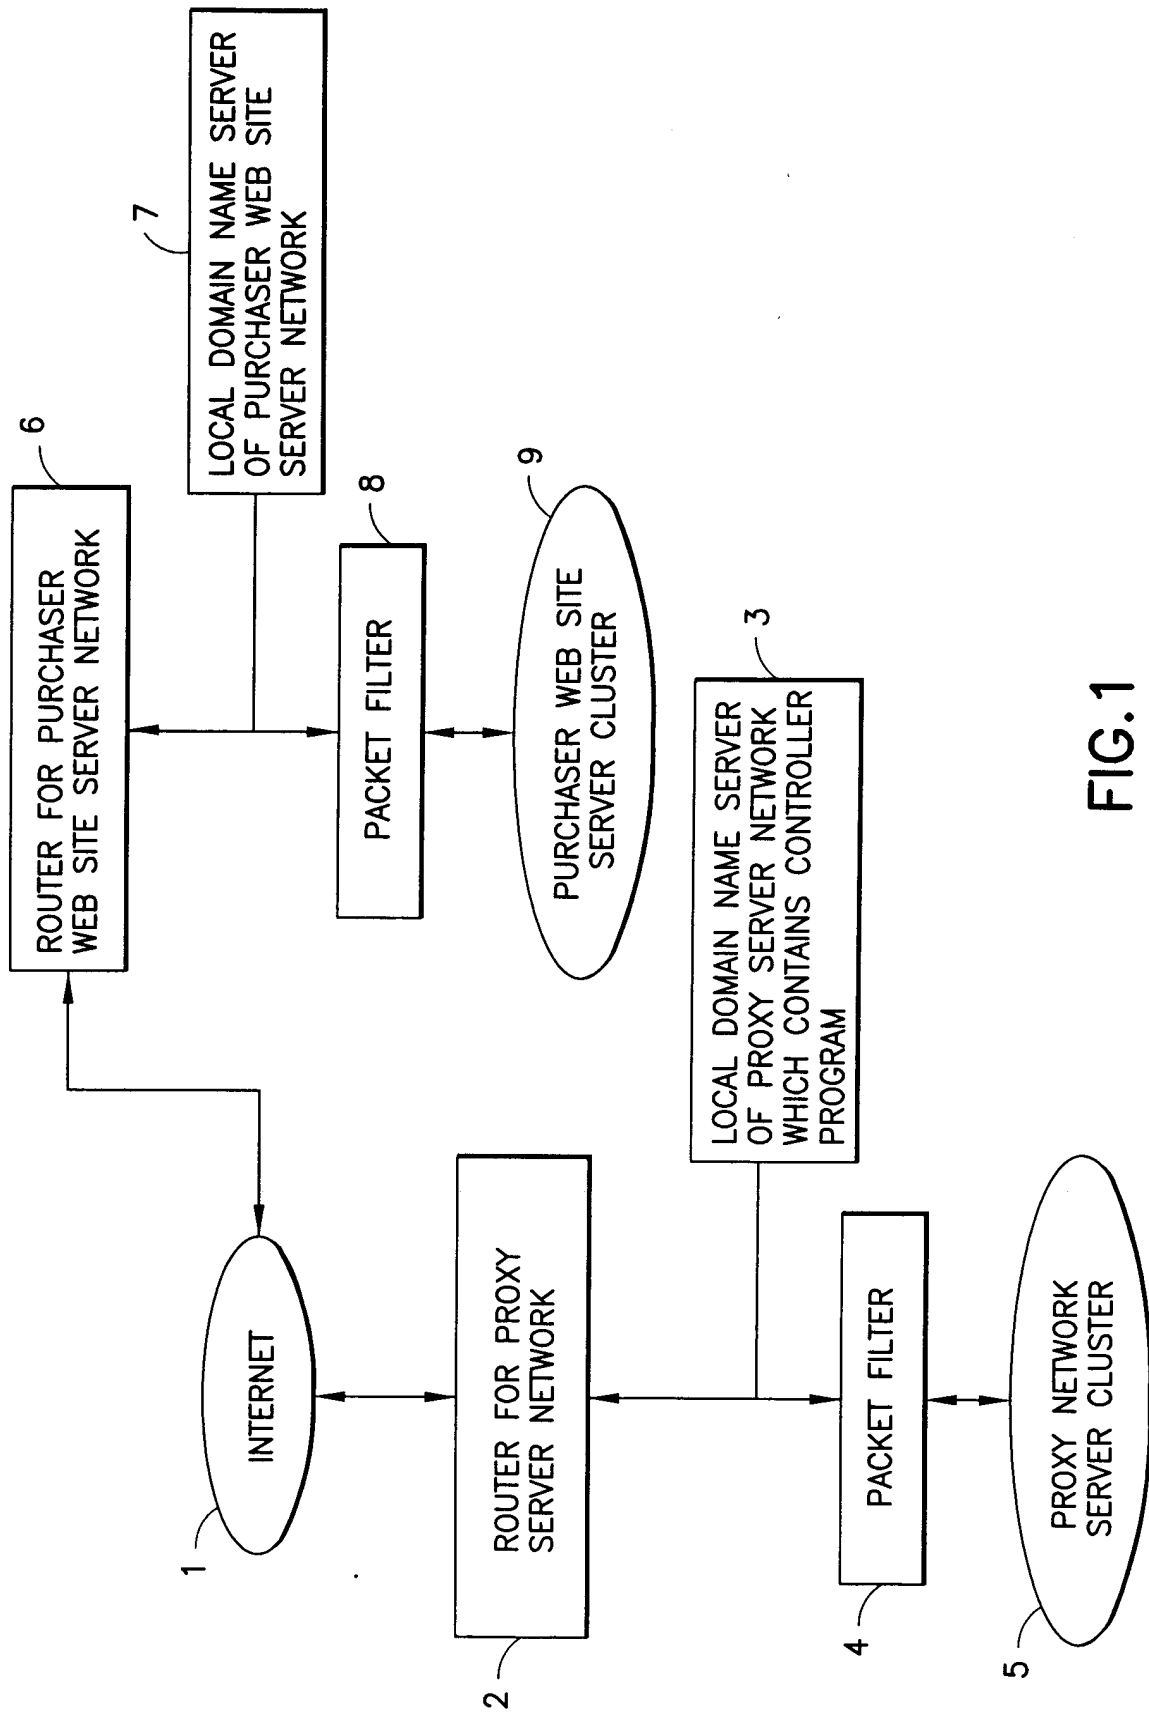 6
ROUTER FOR PURCHASER
WEB SITE SERVER NETWORK
7
LOCAL DOMAIN NAME SERVER
OF PURCHASER WEB SITE
SERVER NETWORK
1
INTERNET
8
PACKET FILTER
9
PURCHASER WEB SITE
SERVER CLUSTER
2
ROUTER FOR PROXY
SERVER NETWORK
3
LOCAL DOMAIN NAME SERVER
OF PROXY SERVER NETWORK
WHICH CONTAINS CONTROLLER
PROGRAM
4
PACKET FILTER
5
PROXY NETWORK
SERVER CLUSTER
FIG.1